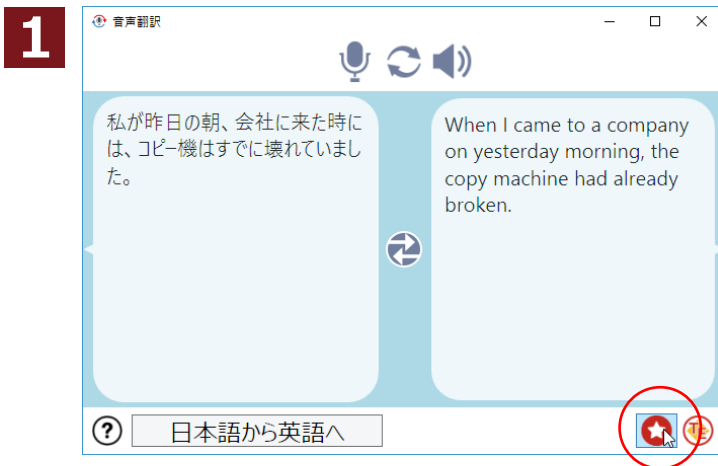 1
音声翻訳
私が昨日の朝、会社に来た時に
は、コピー機はすでに壊れていまし
た。
When I came to a company
on yesterday morning, the
copy machine had already
broken.
?
日本語から英語へ